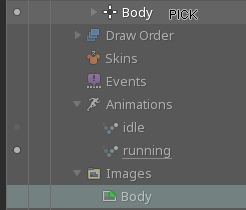 Body PICK
Draw Order
Skins
Events
Animations
idle
running
Images
Body